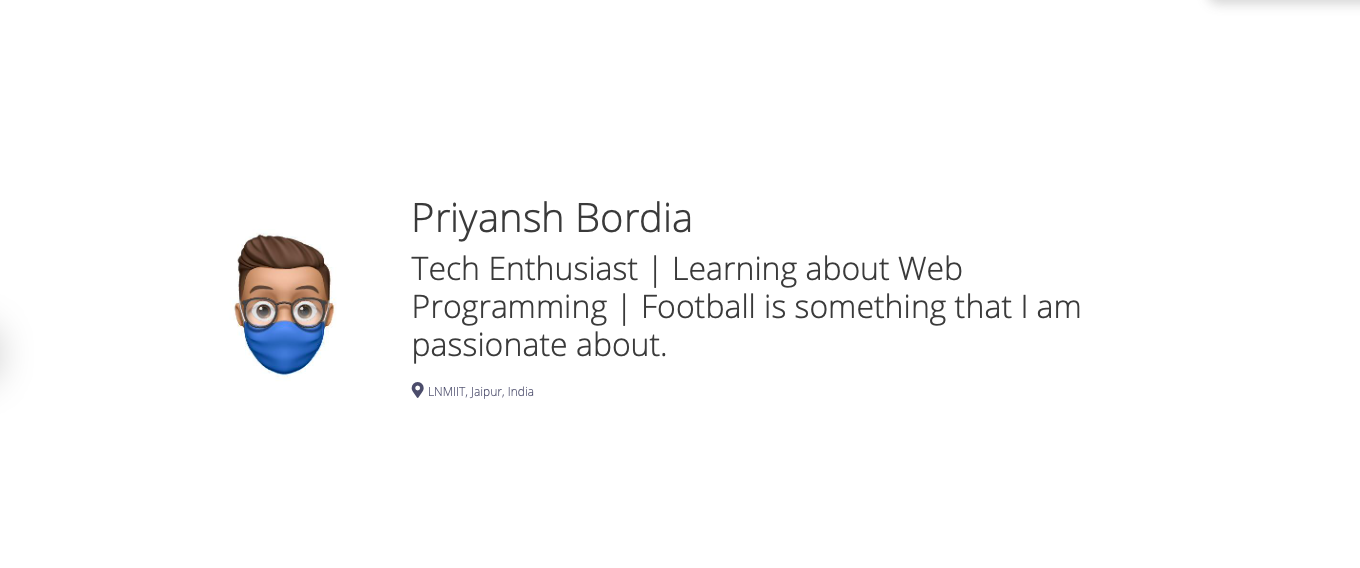 Priyansh Bordia
Tech Enthusiast | Learning about Web
Programming | Football is something that I am
passionate about.
LNMIIT, Jaipur, India